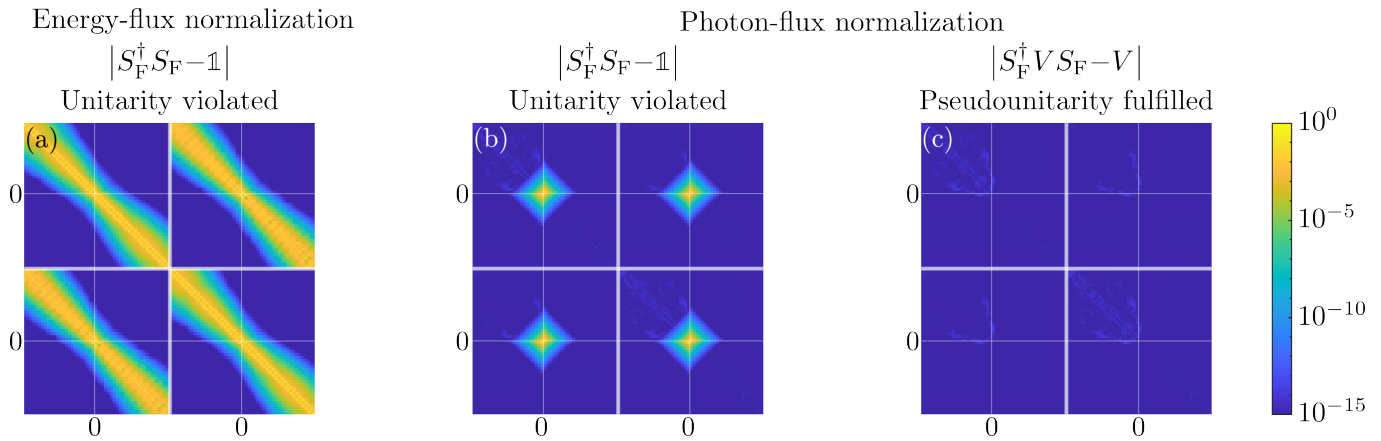 Energy-flux normalization
Photon-flux normalization
|S_F^† S_F − 𝟙|
|S_F^† S_F − 𝟙|
|S_F^† V S_F − V|
Unitarity violated
Unitarity violated
Pseudounitarity fulfilled
(a)
(b)
(c)
10^0
10^−5
10^−10
10^−15
0
0
0
0
0
0
0
0
0
0
0
0